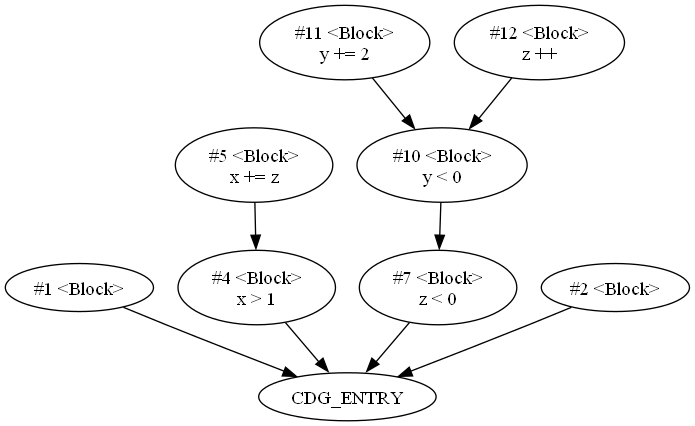 #11 <Block>
y += 2
#12 <Block>
z ++
#5 <Block>
x += z
#10 <Block>
y < 0
#1 <Block>
#4 <Block>
x > 1
#7 <Block>
z < 0
#2 <Block>
CDG_ENTRY